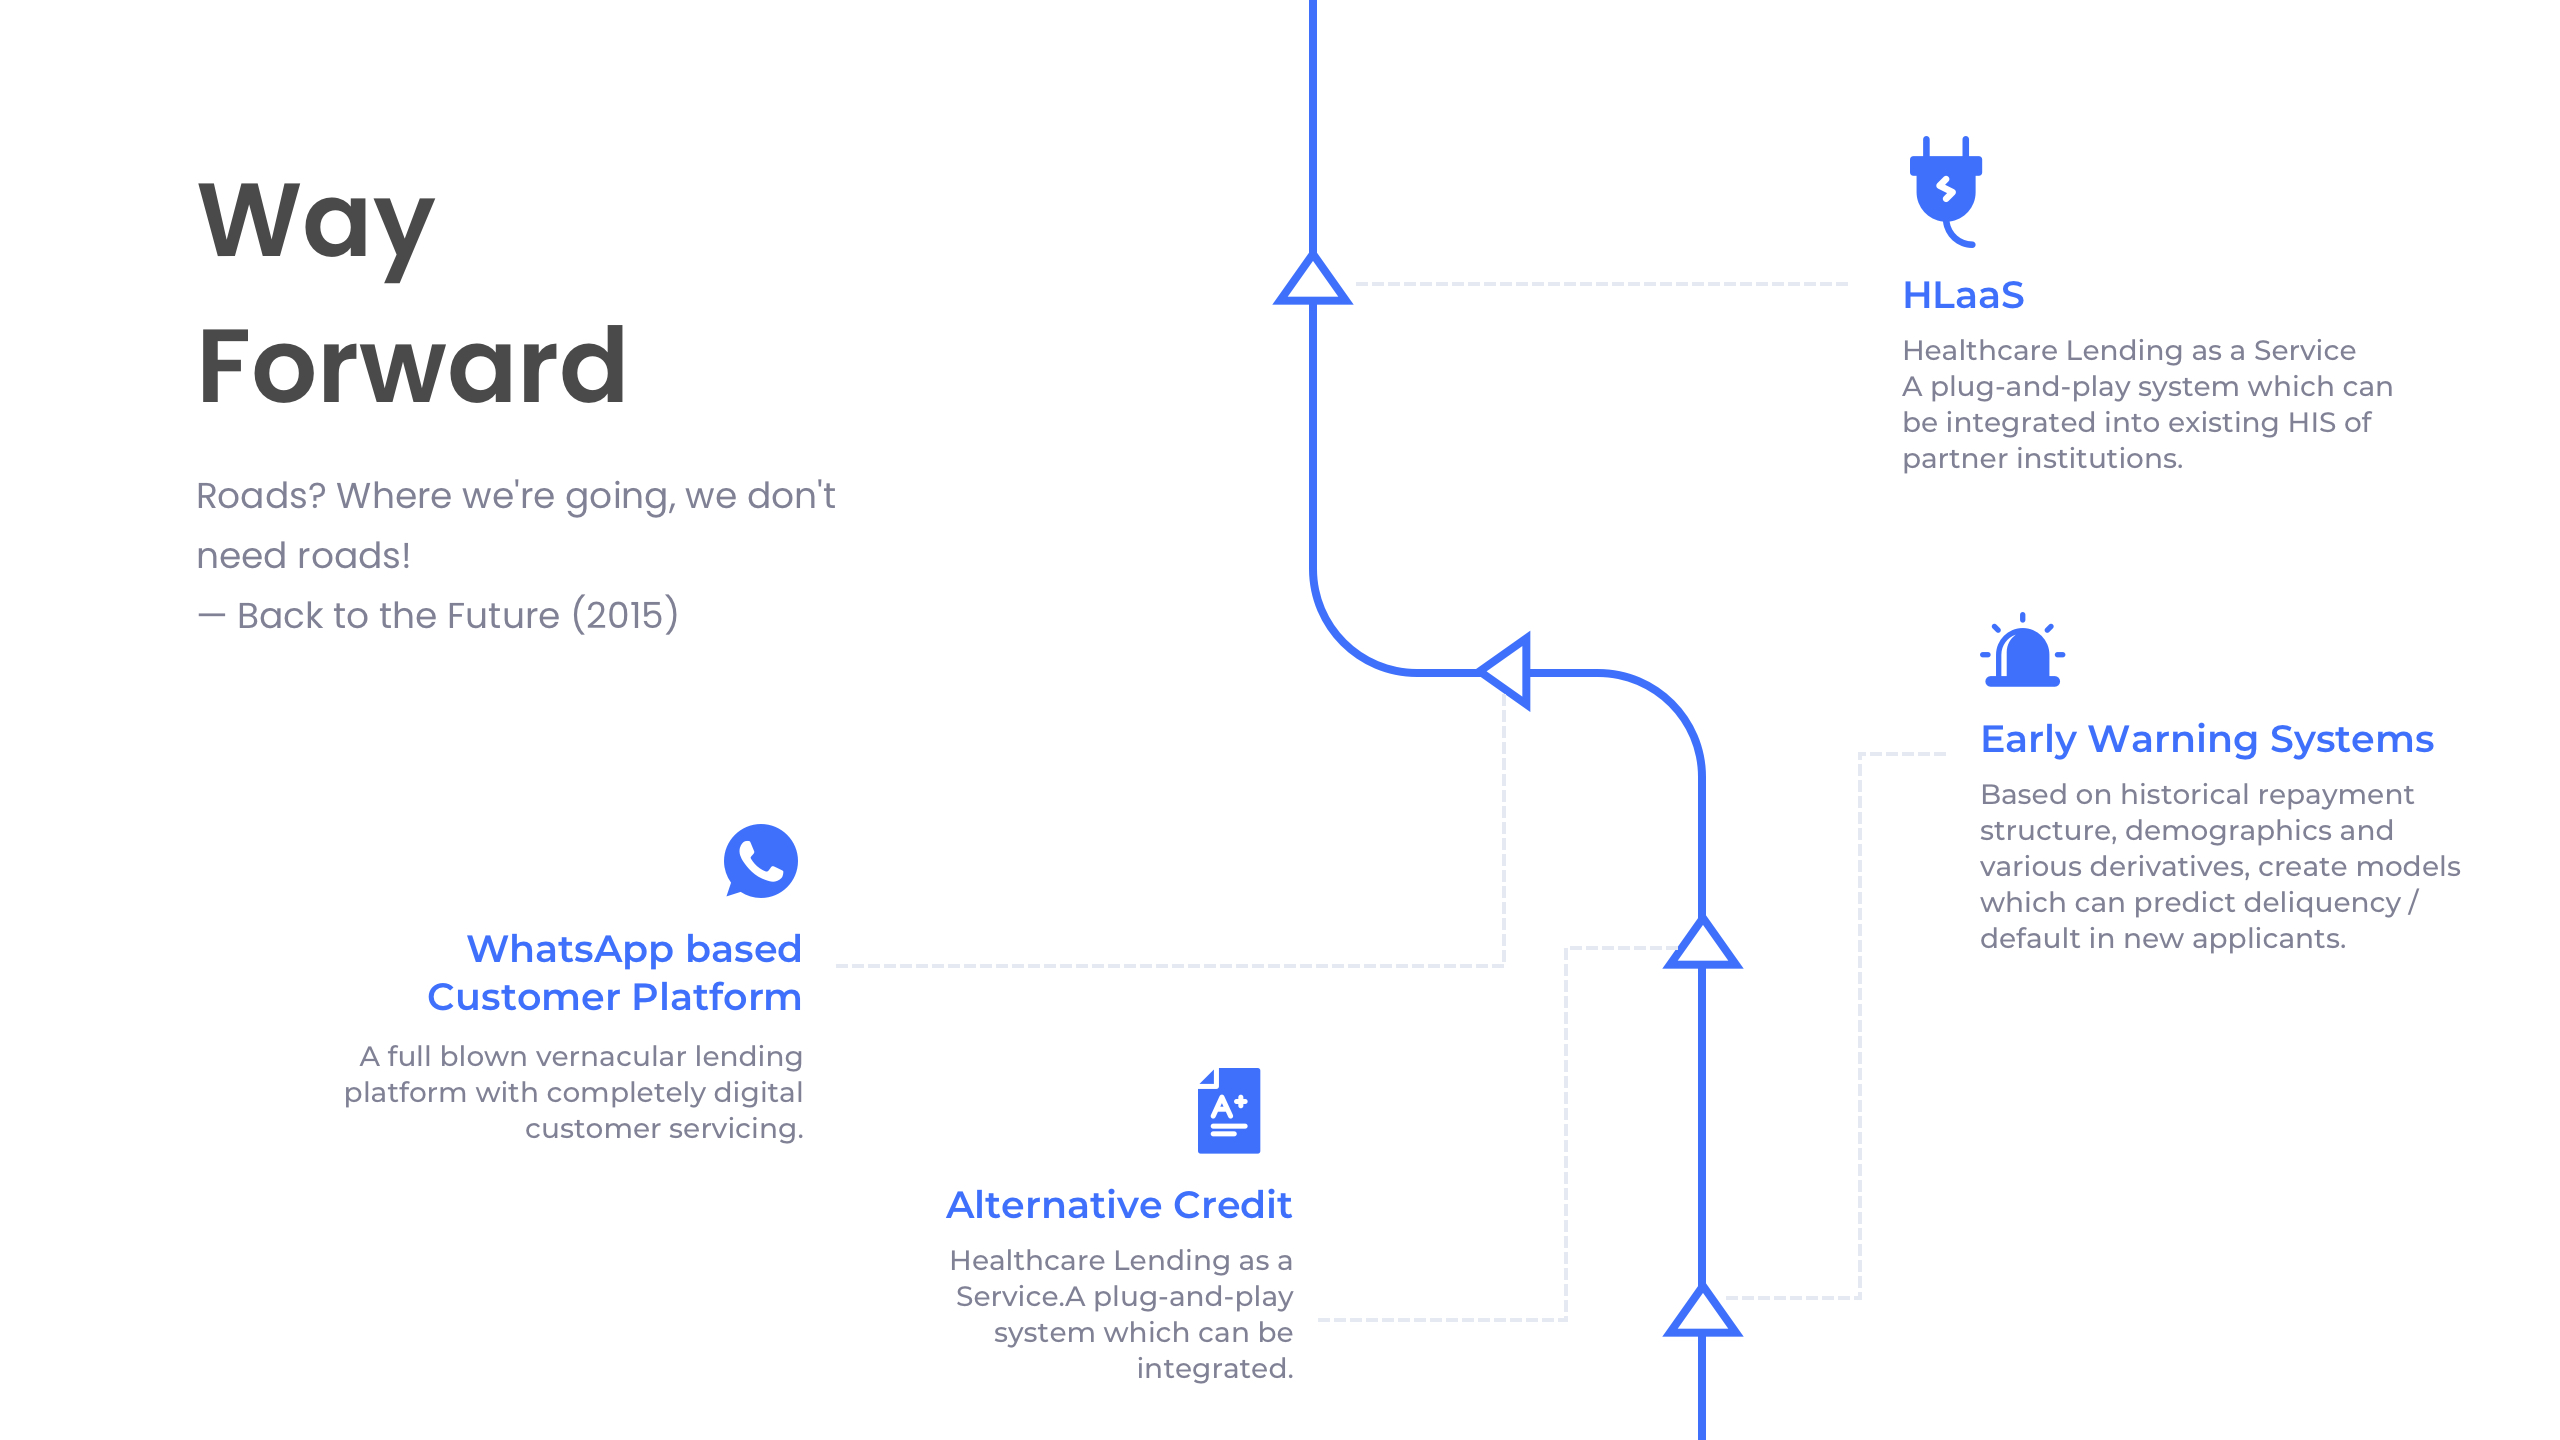 Way
Forward
Roads? Where we're going, we don't
need roads!
— Back to the Future (2015)
HLaaS
Healthcare Lending as a Service
A plug-and-play system which can
be integrated into existing HIS of
partner institutions.
Early Warning Systems
Based on historical repayment
structure, demographics and
various derivatives, create models
which can predict deliquency /
default in new applicants.
WhatsApp based
Customer Platform
A full blown vernacular lending
platform with completely digital
customer servicing.
A+
Alternative Credit
Healthcare Lending as a
Service.A plug-and-play
system which can be
integrated.